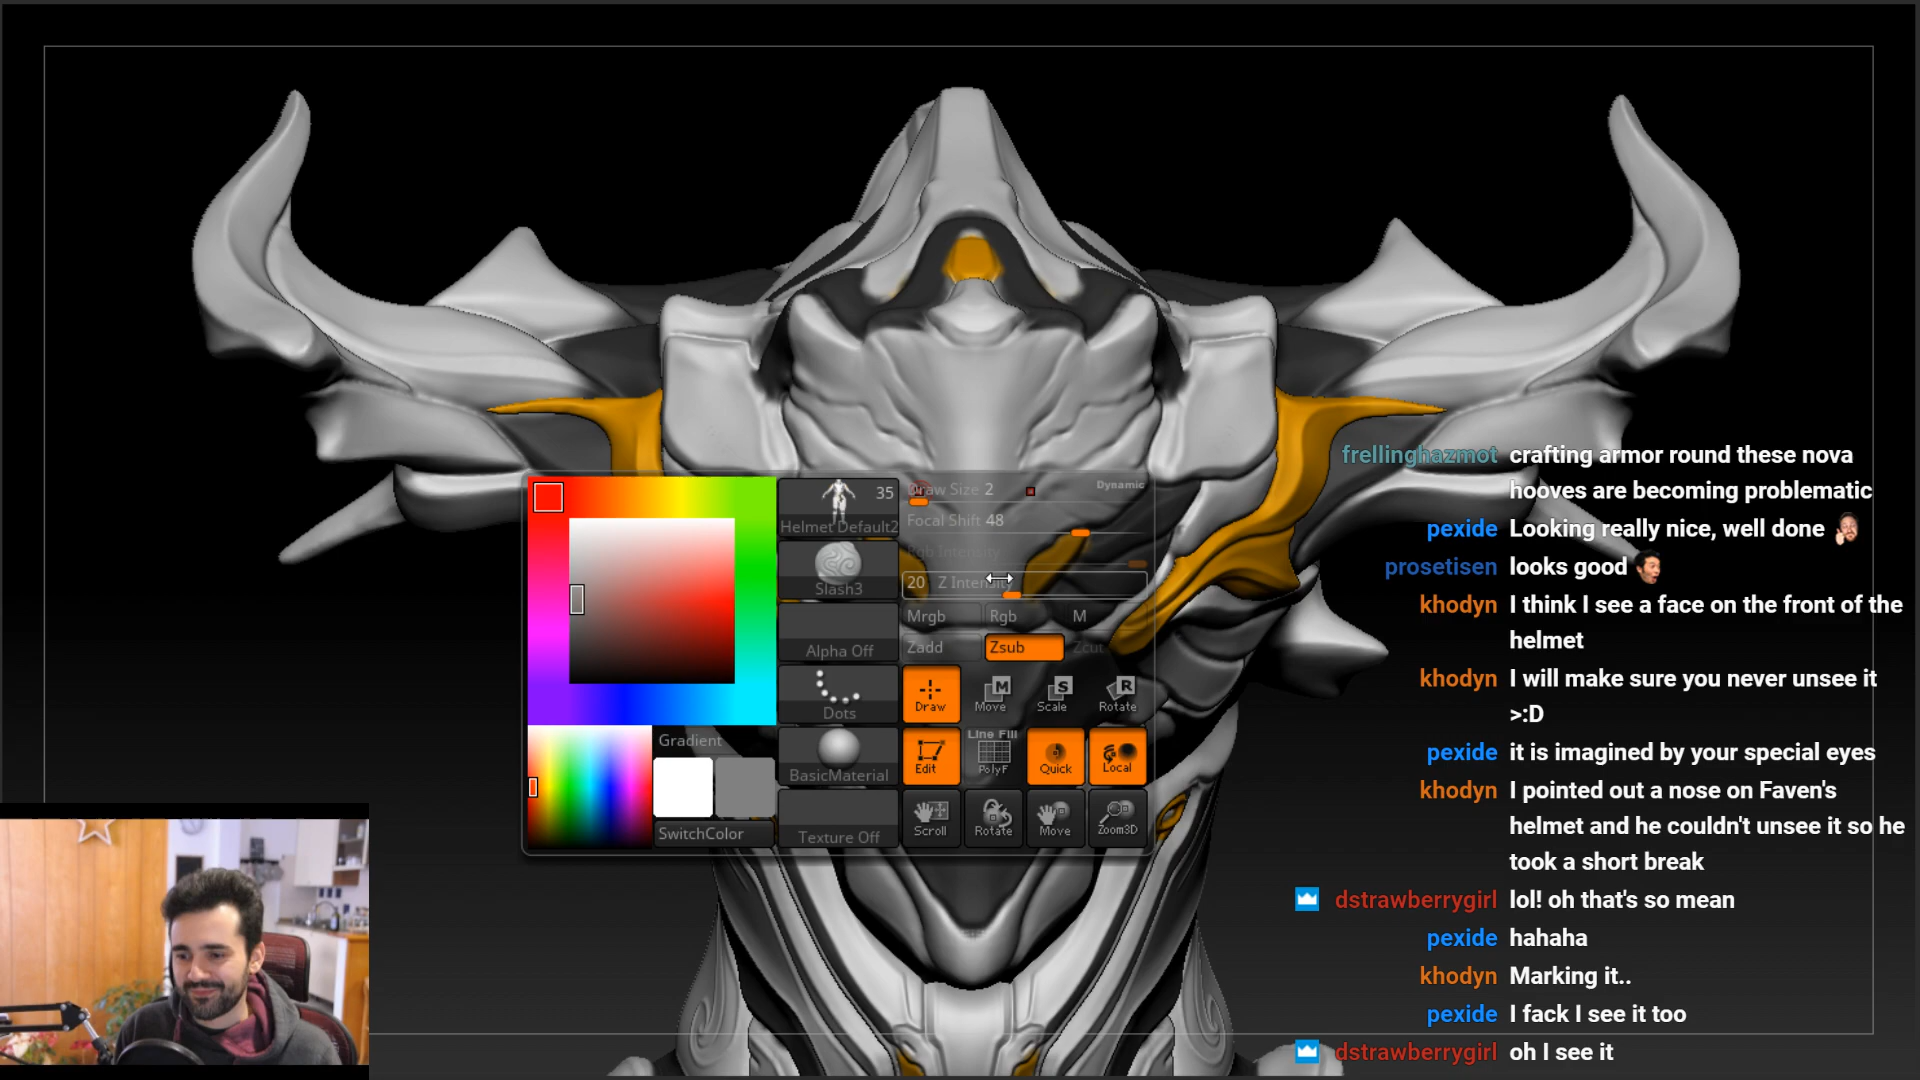 35
Helmet Default2
Slash3
Alpha Off
Dots
BasicMaterial
Texture Off
Gradient
SwitchColor
Draw Size 2
Dynamic
Focal Shift 48
Rgb Intensity
20 Z Intensity
Mrgb Rgb M
Zadd Zsub Zcut
Draw Move Scale Rotate
M S R
Line Fill
Edit PolyF Quick Local
Scroll Rotate Move Zoom3D
frellinghazmot crafting armor round these nova
hooves are becoming problematic
pexide Looking really nice, well done
prosetisen looks good
khodyn I think I see a face on the front of the
helmet
khodyn I will make sure you never unsee it
>:D
pexide it is imagined by your special eyes
khodyn I pointed out a nose on Faven's
helmet and he couldn't unsee it so he
took a short break
dstrawberrygirl lol! oh that's so mean
pexide hahaha
khodyn Marking it..
pexide I fack I see it too
dstrawberrygirl oh I see it